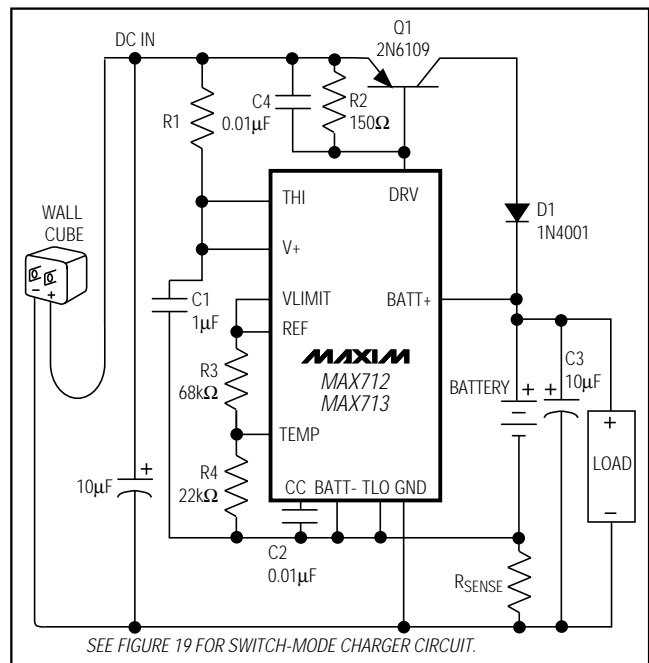 Q1
2N6109
DC IN
C4
0.01µF
R2
150Ω
R1
THI
DRV
WALL
CUBE
D1
1N4001
V+
C1
1µF
VLIMIT
BATT+
REF
MAXIM
MAX712
MAX713
R3
68kΩ
C3
10µF
BATTERY
+
+
+
LOAD
−
TEMP
R4
22kΩ
CC BATT- TLO GND
− +
10µF
+
C2
0.01µF
RSENSE
SEE FIGURE 19 FOR SWITCH-MODE CHARGER CIRCUIT.